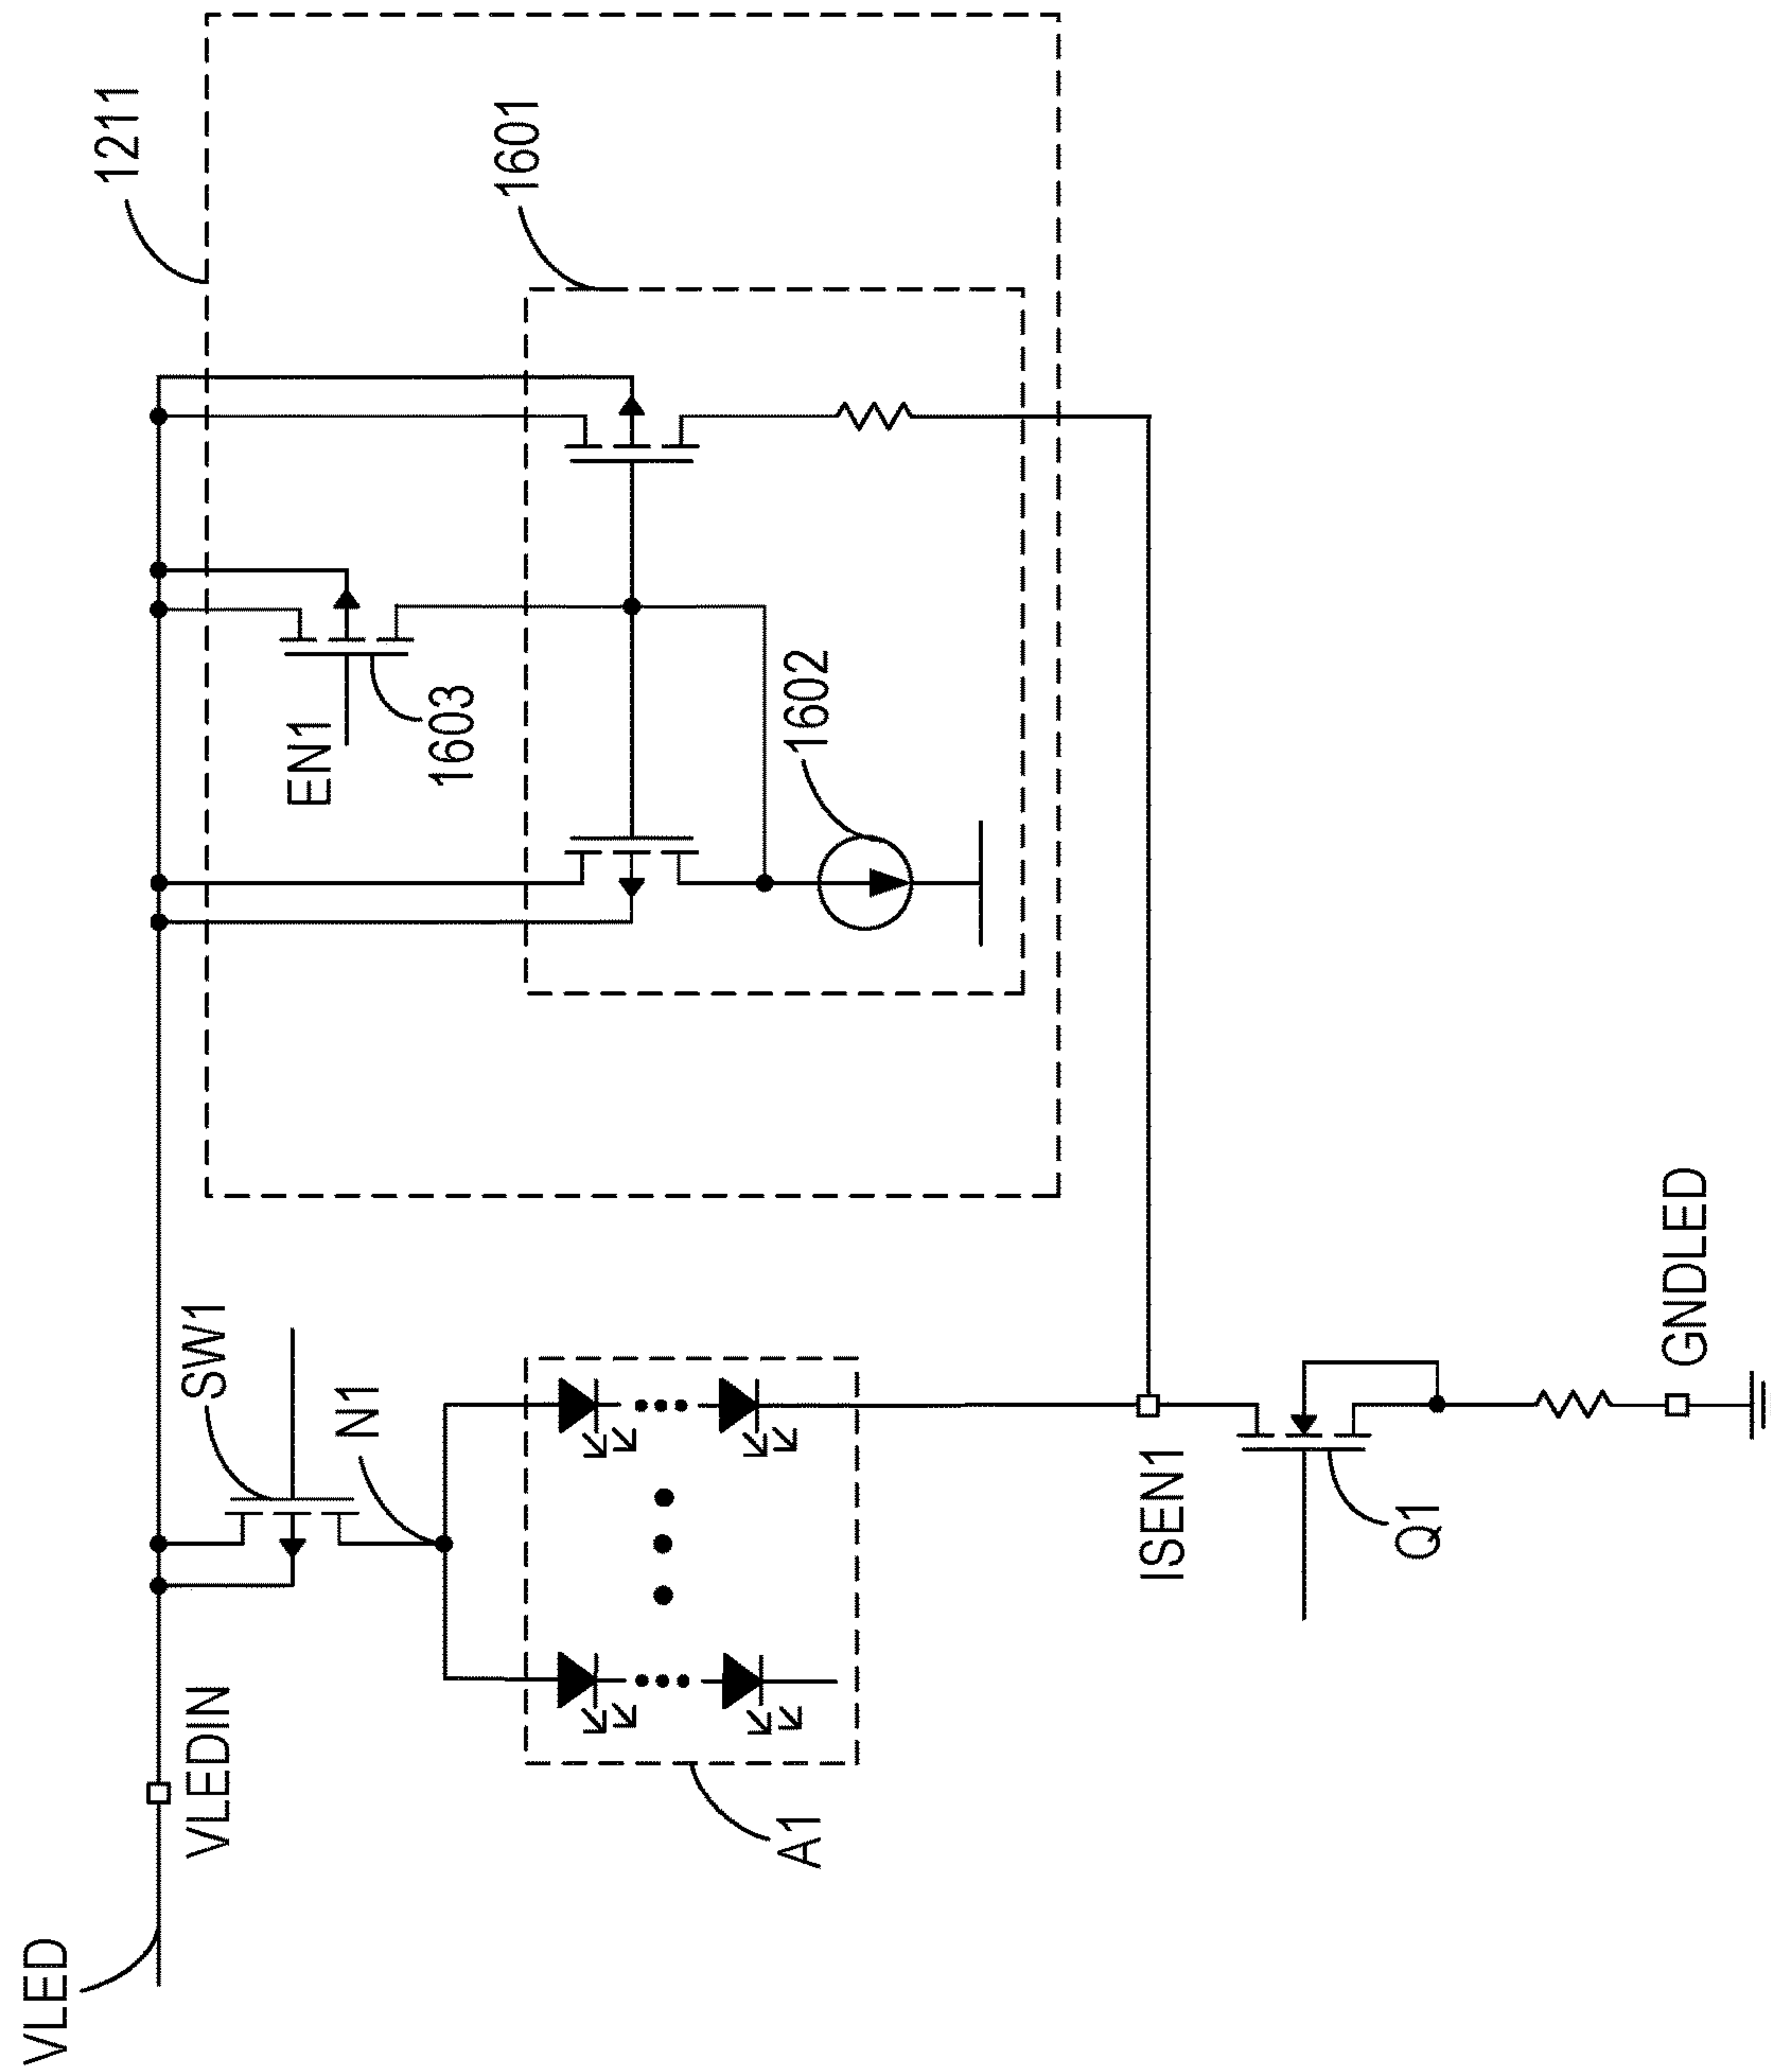 VLED
VLEDIN
SW1
N1
A1
ISEN1
Q1
GNDLED
EN1
1603
1602
1601
1211